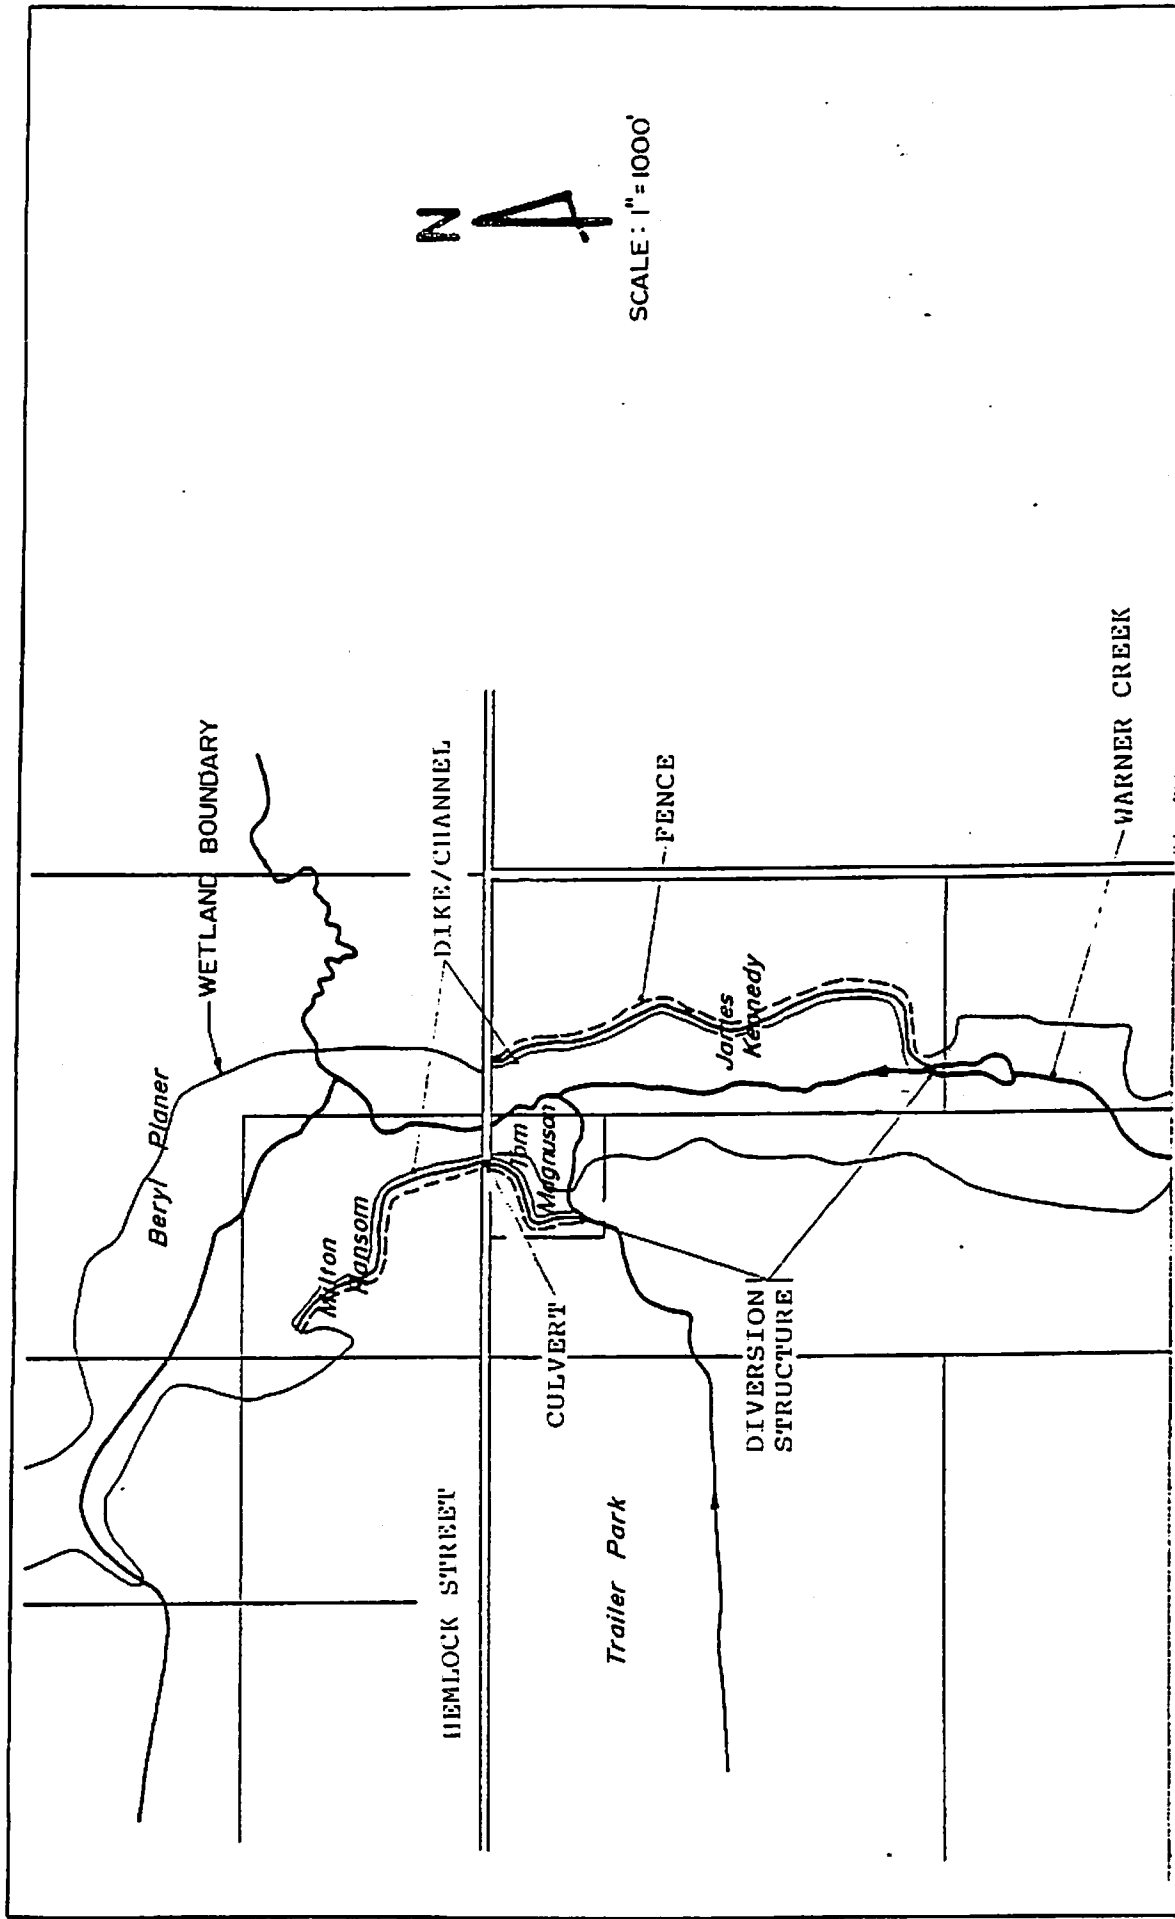 N
SCALE: 1"=1000'
WETLAND BOUNDARY
Beryl Planer
DIKE/CHANNEL
Milton
Hansom
HEMLOCK STREET
CULVERT
Tom
Magnuson
FENCE
James
Kennedy
Trailer Park
DIVERSION
STRUCTURE
WARNER CREEK